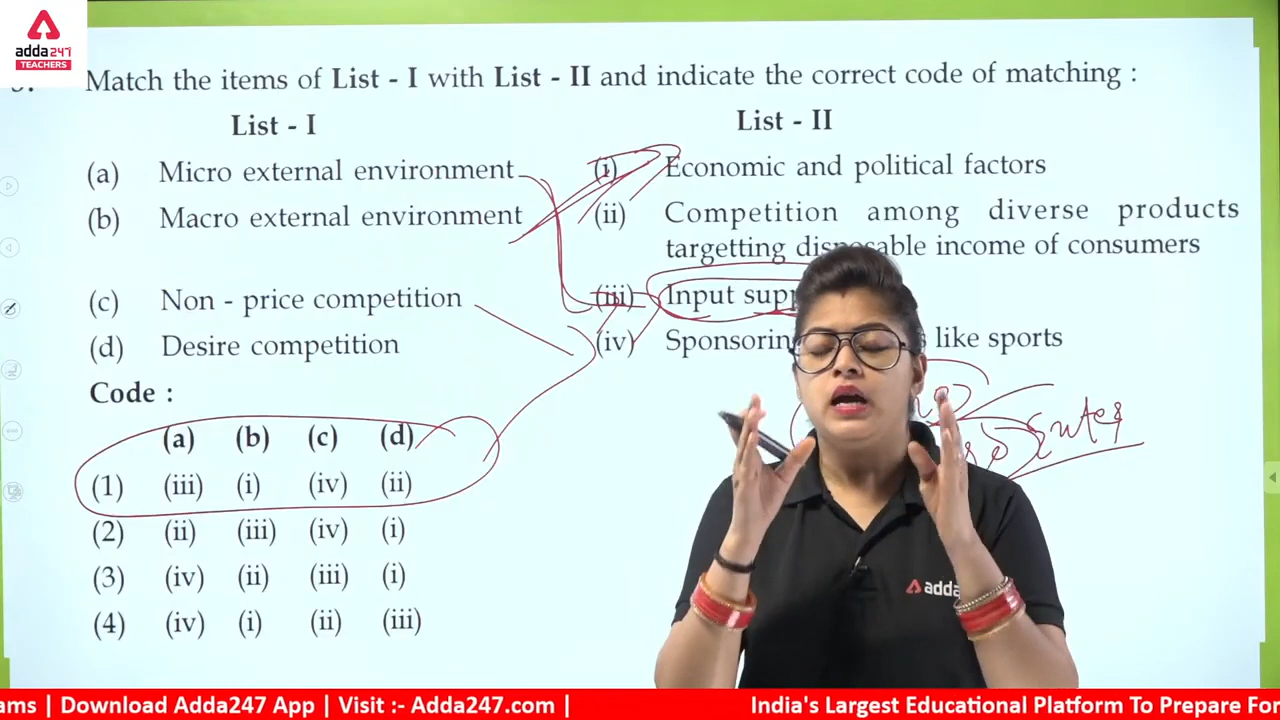 adda247
TEACHERS
Match the items of List - I with List - II and indicate the correct code of matching :
List - I List - II
(a) Micro external environment (i) Economic and political factors
(b) Macro external environment (ii) Competition among diverse products
targetting disposable income of consumers
(c) Non - price competition (iii) Input
(d) Desire competition (iv) like sports
Code :
(a) (b) (c) (d)
(1) (iii) (i) (iv) (ii)
(2) (ii) (iii) (iv) (i)
(3) (iv) (ii) (iii) (i)
(4) (iv) (i) (ii) (iii)
adda
| Download Adda247 App | Visit :- Adda247.com | India's Largest Educational Platform To Prepare For